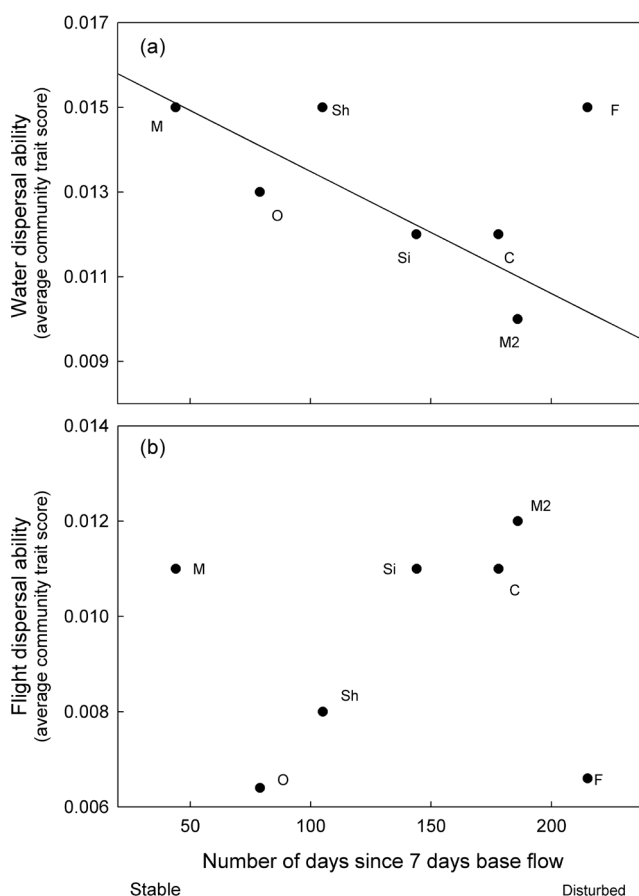 0.017
(a)
0.015
M
Sh
F
0.013
O
Si
C
0.011
M2
0.009
Water dispersal ability
(average community trait score)
0.014
(b)
0.012
M2
M
Si
C
0.010
Sh
0.008
O
F
0.006
Flight dispersal ability
(average community trait score)
50 100 150 200
Number of days since 7 days base flow
Stable Disturbed